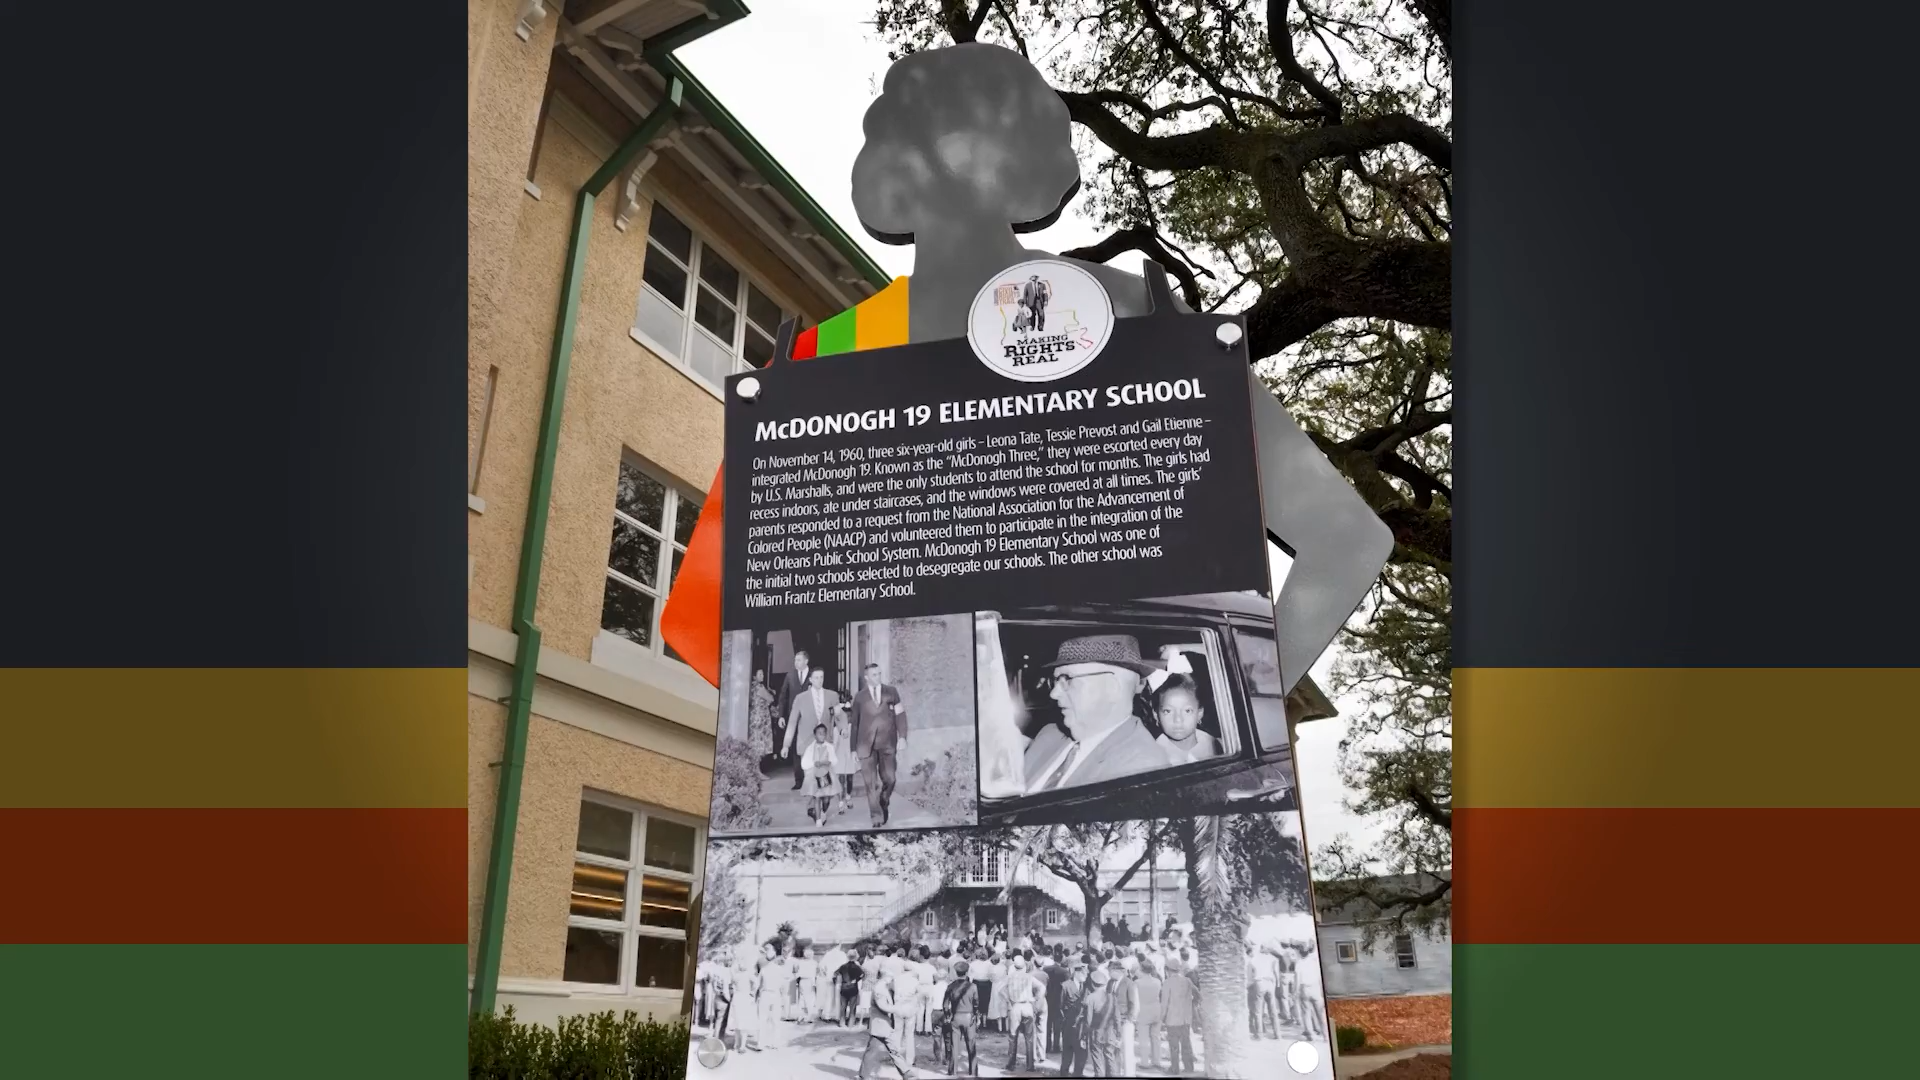 MAKING
RIGHTS
REAL
McDONOGH 19 ELEMENTARY SCHOOL
On November 14, 1960, three six-year-old girls – Leona Tate, Tessie Prevost and Gail Etienne –
integrated McDonogh 19. Known as the "McDonogh Three," they were escorted every day
by U.S. Marshalls, and were the only students to attend the school for months. The girls had
recess indoors, ate under staircases, and the windows were covered at all times. The girls'
parents responded to a request from the National Association for the Advancement of
Colored People (NAACP) and volunteered them to participate in the integration of the
New Orleans Public School System. McDonogh 19 Elementary School was one of
the initial two schools selected to desegregate our schools. The other school was
William Frantz Elementary School.